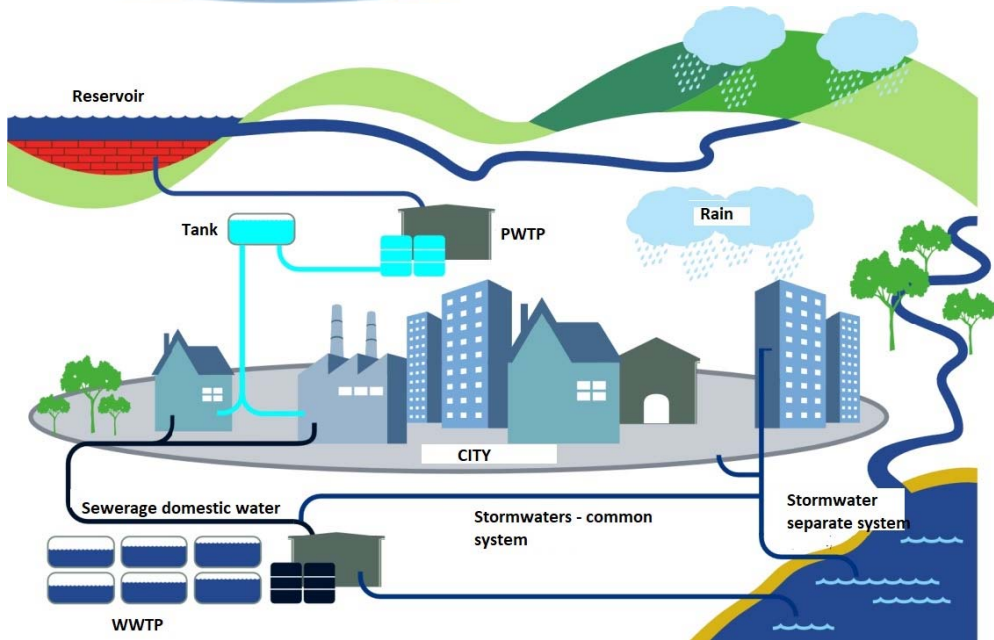 Reservoir
Tank
PWTP
Rain
CITY
Sewerage domestic water
Stormwaters - common
system
Stormwater
separate system
WWTP